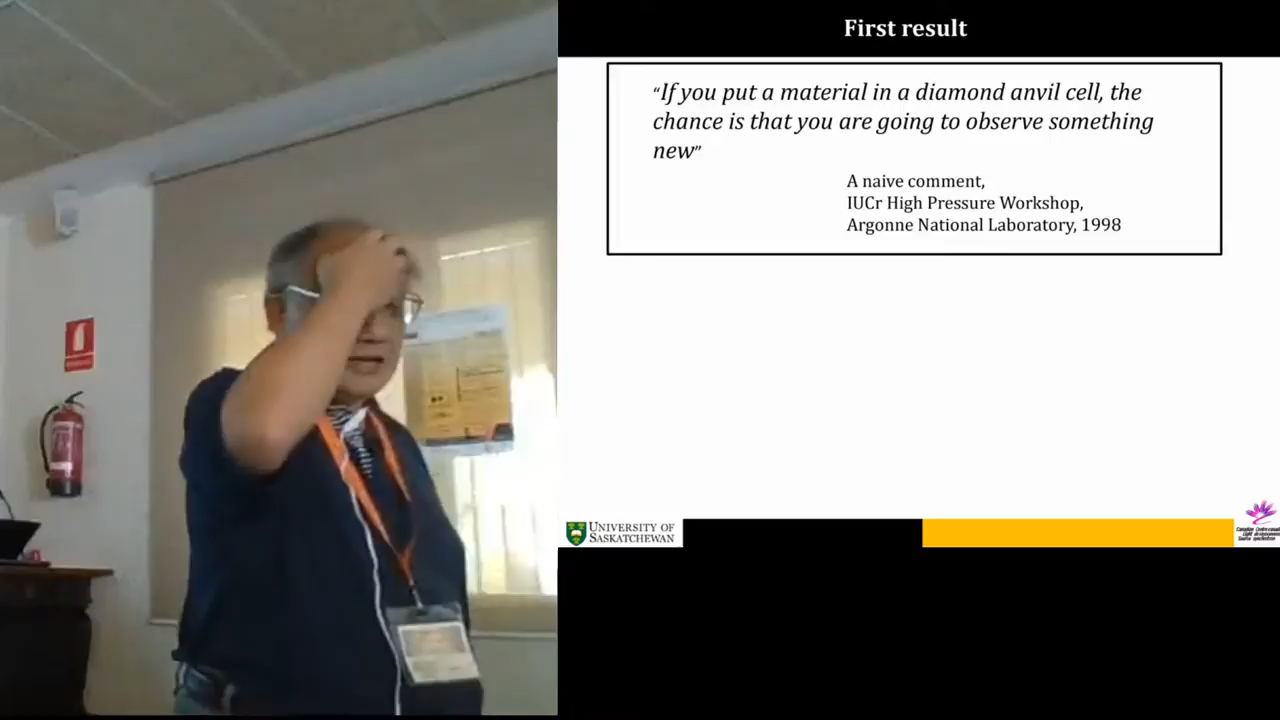 First result
“If you put a material in a diamond anvil cell, the
chance is that you are going to observe something
new”
A naive comment,
IUCr High Pressure Workshop,
Argonne National Laboratory, 1998
UNIVERSITY OF
SASKATCHEWAN